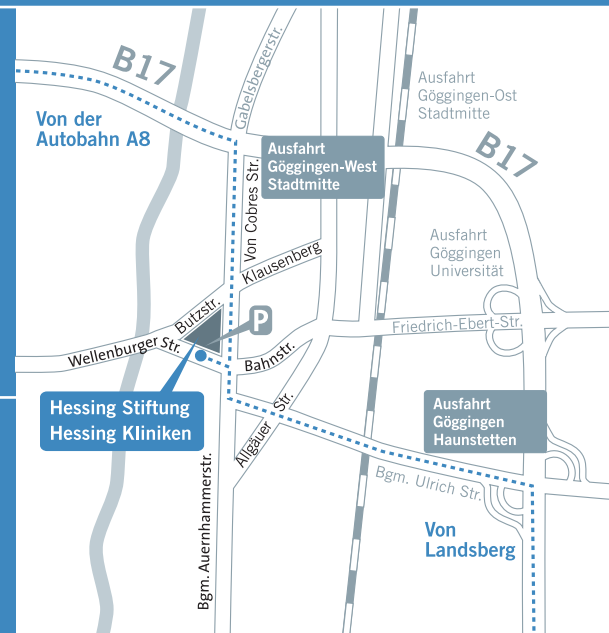 B17
Gabelsbergerstr.
Ausfahrt
Göggingen-Ost
Stadtmitte
Von der
Autobahn A8
Ausfahrt
Göggingen-West
Stadtmitte
B17
Von Cobres Str.
Klausenberg
Ausfahrt
Göggingen
Universität
Butzstr.
P
Friedrich-Ebert-Str.
Wellenburger Str.
Bahnstr.
Hessing Stiftung
Hessing Kliniken
Allgäuer Str.
Ausfahrt
Göggingen
Haunstetten
Bgm. Ulrich Str.
Bgm. Auernhammerstr.
Von
Landsberg